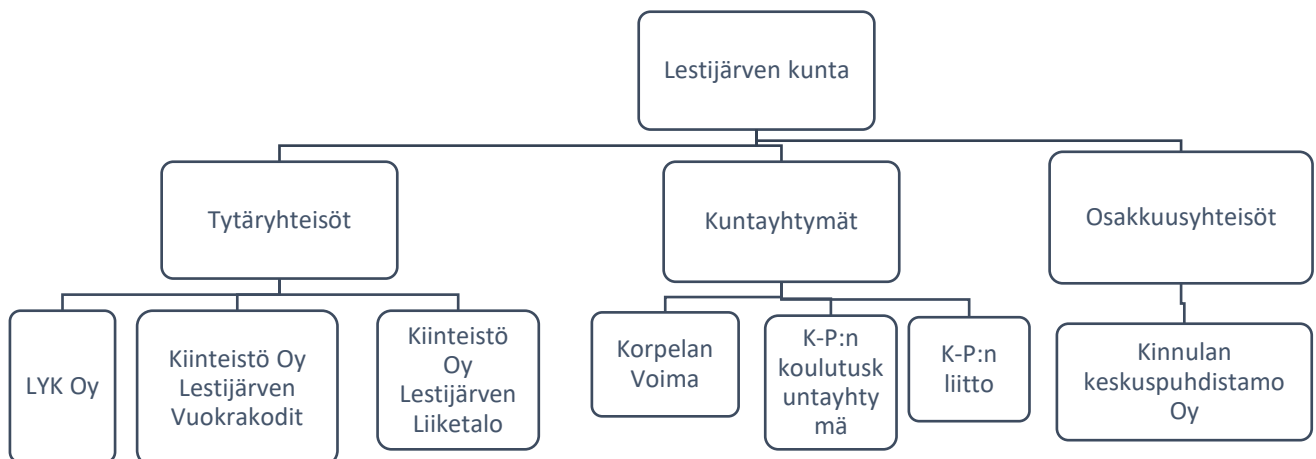 Lestijärven kunta
Tytäryhteisöt
Kuntayhtymät
Osakkuusyhteisöt
LYK Oy
Kiinteistö Oy
Lestijärven
Vuokrakodit
Kiinteistö
Oy
Lestijärven
Liiketalo
Korpelan
Voima
K-P:n
koulutusk
untayhty
mä
K-P:n
liitto
Kinnulan
keskuspuhdistamo
Oy